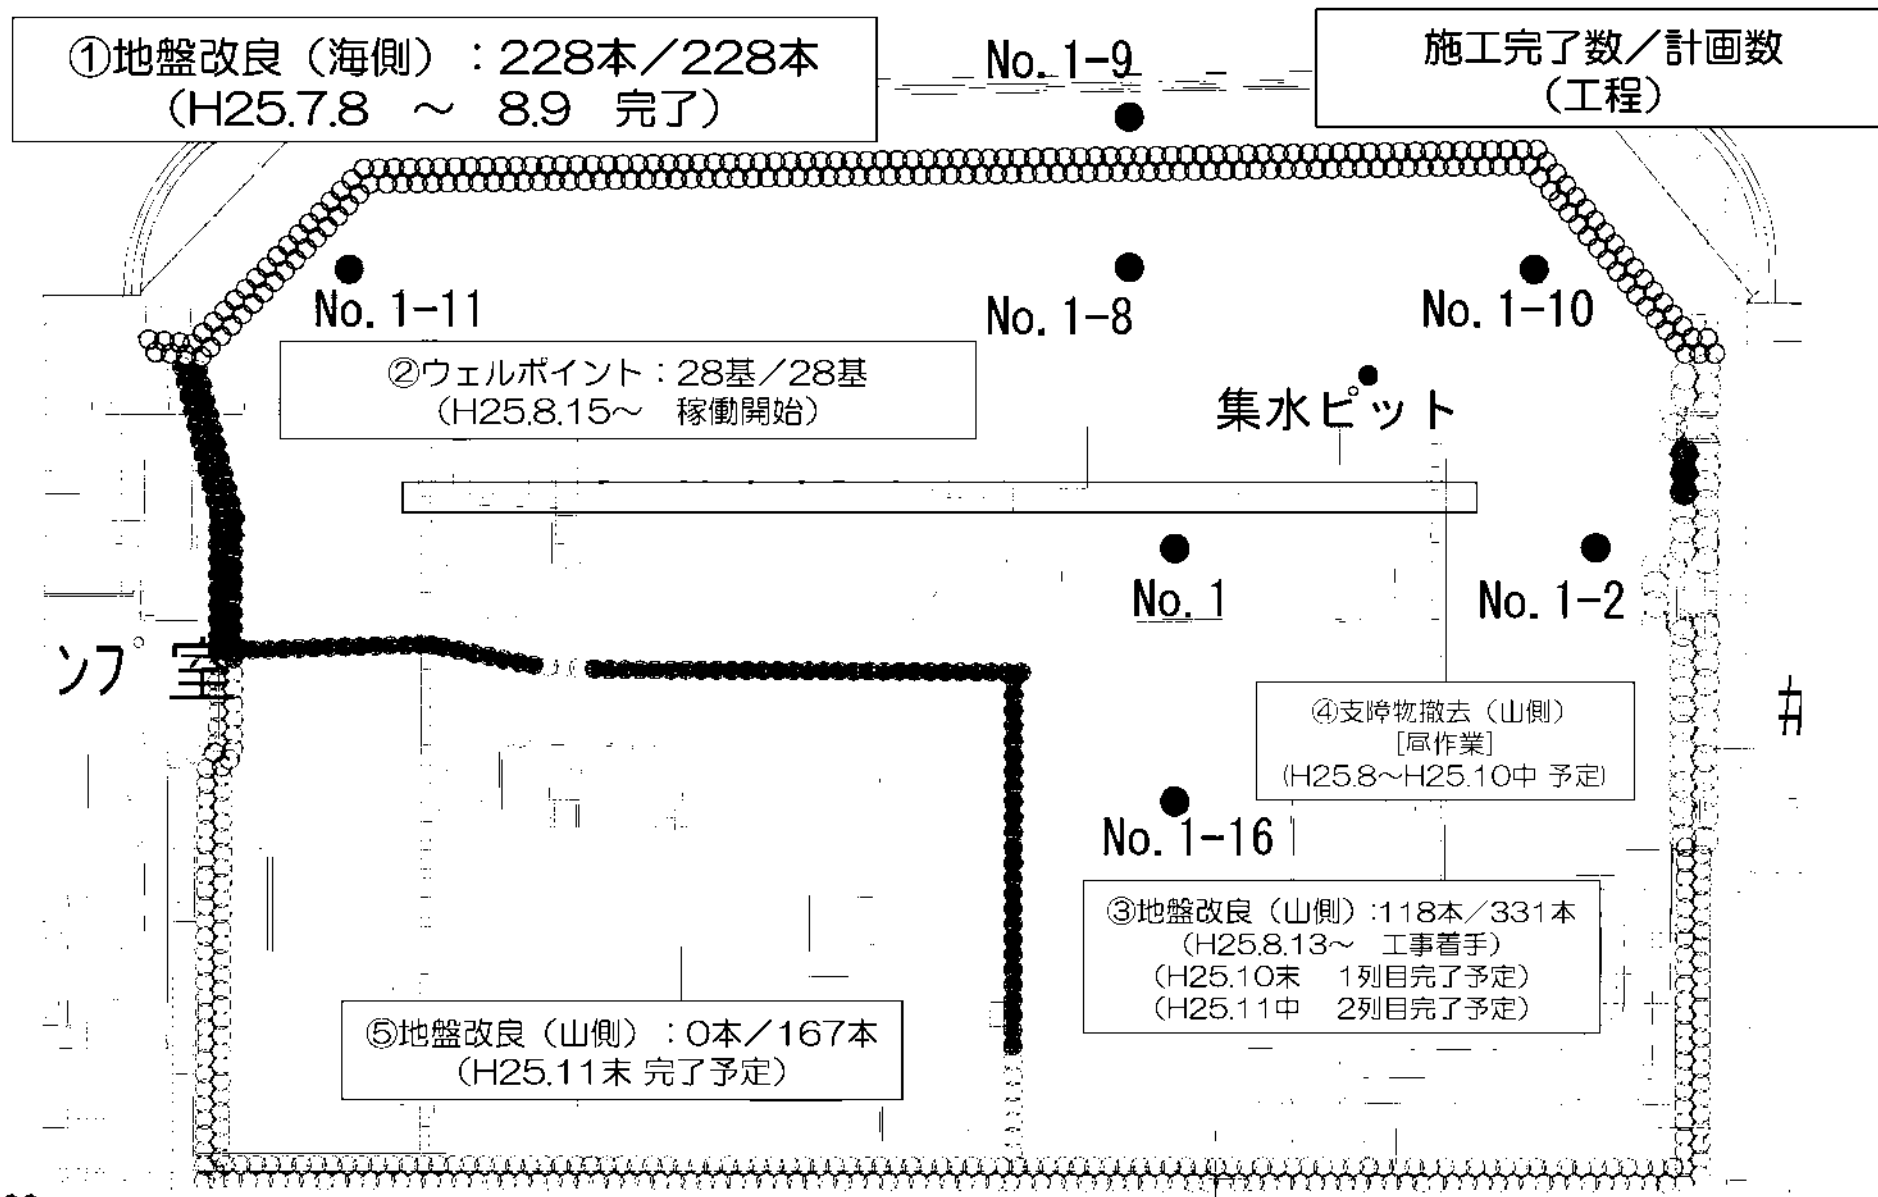 ①地盤改良（海側）：228本／228本
(H25.7.8　～　8.9　完了)
No. 1-9
施工完了数／計画数
(工程)
No. 1-11
No. 1-8
No. 1-10
②ウェルポイント：28基／28基
(H25.8.15～　稼働開始)
集水ピット
No. 1
No. 1-2
ンプ室
④支障物撤去（山側）
[局作業]
(H25.8～H25.10中 予定)
No. 1-16
③地盤改良（山側）:118本／331本
(H25.8.13～　工事着手)
(H25.10末　1列目完了予定)
(H25.11中　2列目完了予定)
⑤地盤改良（山側）：0本／167本
(H25.11末 完了予定)